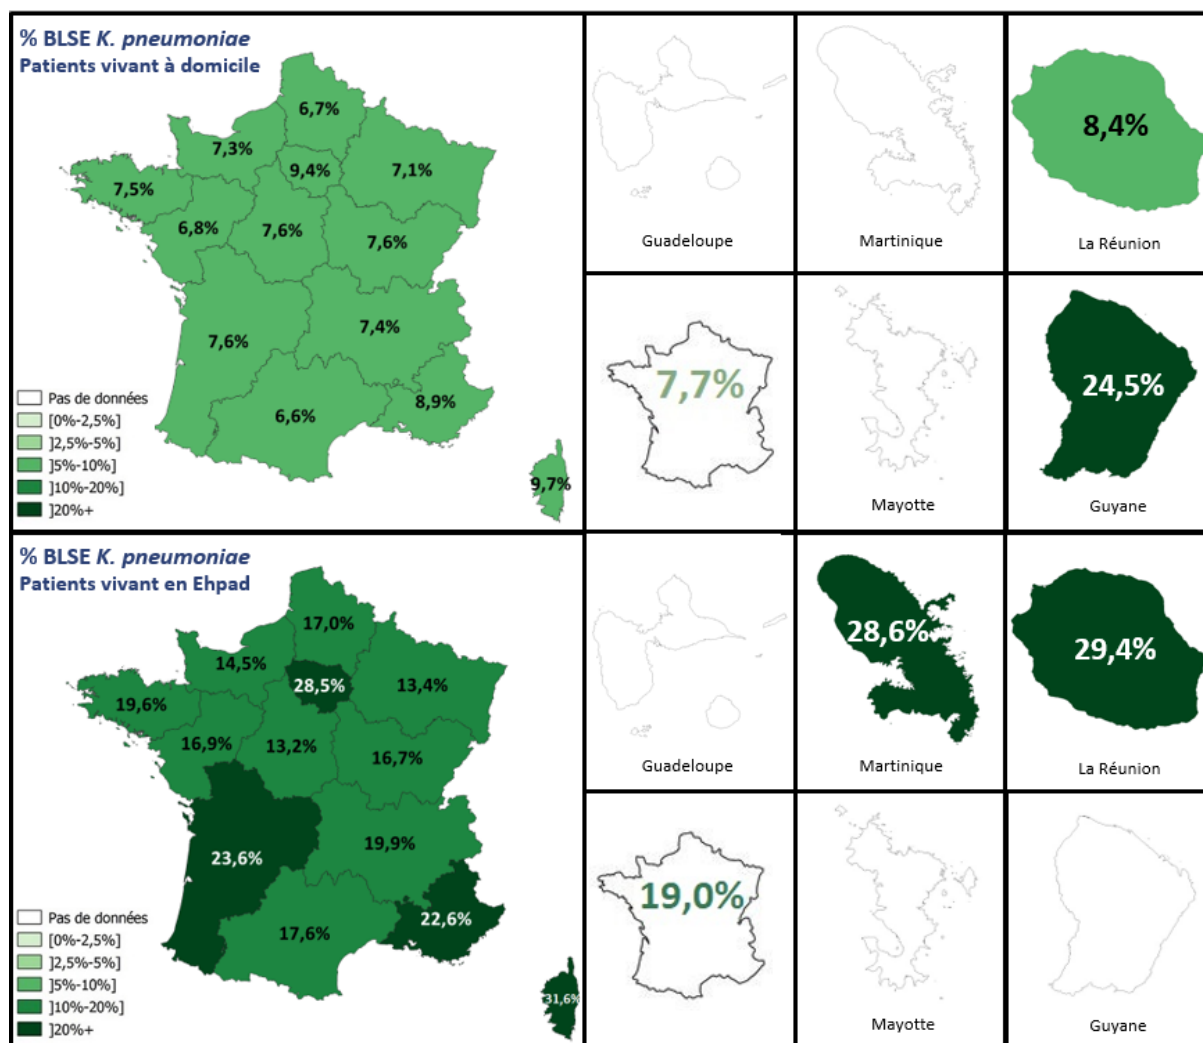 % BLSE K. pneumoniae
Patients vivant à domicile
6,7%
7,3%
9,4%
7,1%
7,5%
6,8%
7,6%
7,6%
7,6%
7,4%
6,6%
8,9%
9,7%
Pas de données
[0%-2,5%]
]2,5%-5%]
]5%-10%]
]10%-20%]
]20%+
Guadeloupe
Martinique
8,4%
La Réunion
7,7%
Mayotte
24,5%
Guyane
% BLSE K. pneumoniae
Patients vivant en Ehpad
17,0%
14,5%
28,5%
13,4%
19,6%
16,9%
13,2%
16,7%
23,6%
19,9%
17,6%
22,6%
31,6%
Pas de données
[0%-2,5%]
]2,5%-5%]
]5%-10%]
]10%-20%]
]20%+
Guadeloupe
28,6%
Martinique
29,4%
La Réunion
19,0%
Mayotte
Guyane